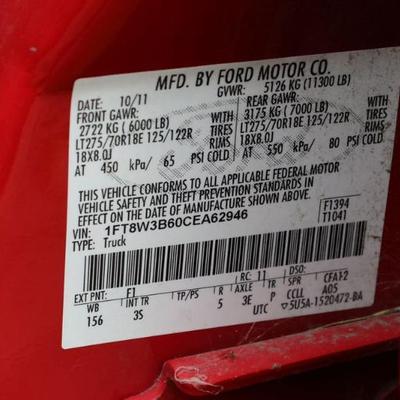 MFD. BY FORD MOTOR CO.
DATE: 10/11 GVWR: 5126 KG (11300 LB)
FRONT GAWR: REAR GAWR:
2722 KG ( 6000 LB) WITH 3175 KG ( 7000 LB) WITH
LT275/70R18E 125/122R TIRES LT275/70R18E 125/122R TIRES
18X8.0J RIMS 18X8.0J RIMS
AT 450 kPa/ 65 PSI COLD AT 550 kPa/ 80 PSI COLD
THIS VEHICLE CONFORMS TO ALL APPLICABLE FEDERAL MOTOR
VEHICLE SAFETY AND THEFT PREVENTION STANDARDS IN
EFFECT ON THE DATE OF MANUFACTURE SHOWN ABOVE.
VIN: 1FT8W3B60CEA62946 F1394
TYPE: Truck T1041
EXT PNT: F1 RC: 11 DSO: CFA12
WB INT TR TP/PS R AXLE TR SPR CCLL A05
156 3S 5 3E P
UTC ▽5U5A-1520472-BA